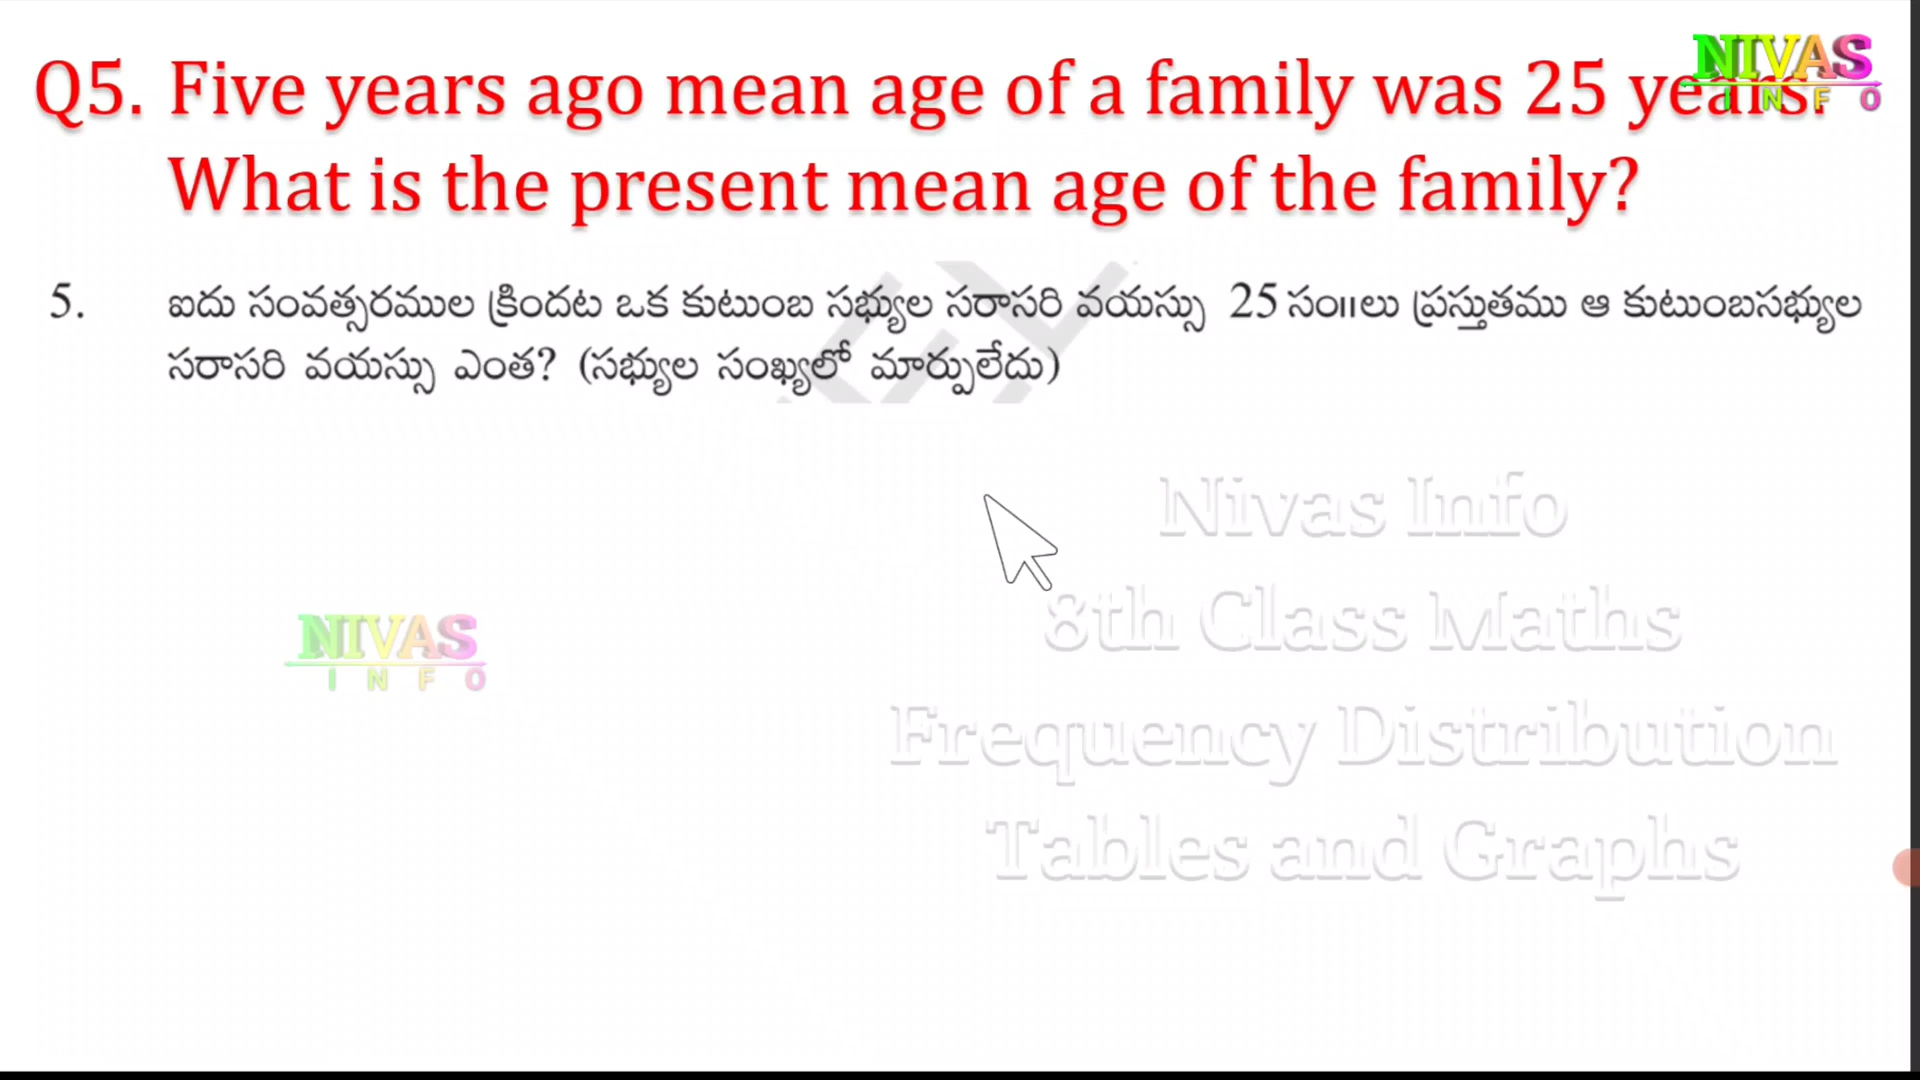 Q5. Five years ago mean age of a family was 25 years.
What is the present mean age of the family?
NIVAS
INFO
5. ఐదు సంవత్సరముల క్రిందట ఒక కుటుంబ సభ్యుల సరాసరి వయస్సు 25 సం॥లు ప్రస్తుతము ఆ కుటుంబసభ్యుల
సరాసరి వయస్సు ఎంత? (సభ్యుల సంఖ్యలో మార్పులేదు)
Nivas Info
8th Class Maths
Frequency Distribution
Tables and Graphs
NIVAS
INFO